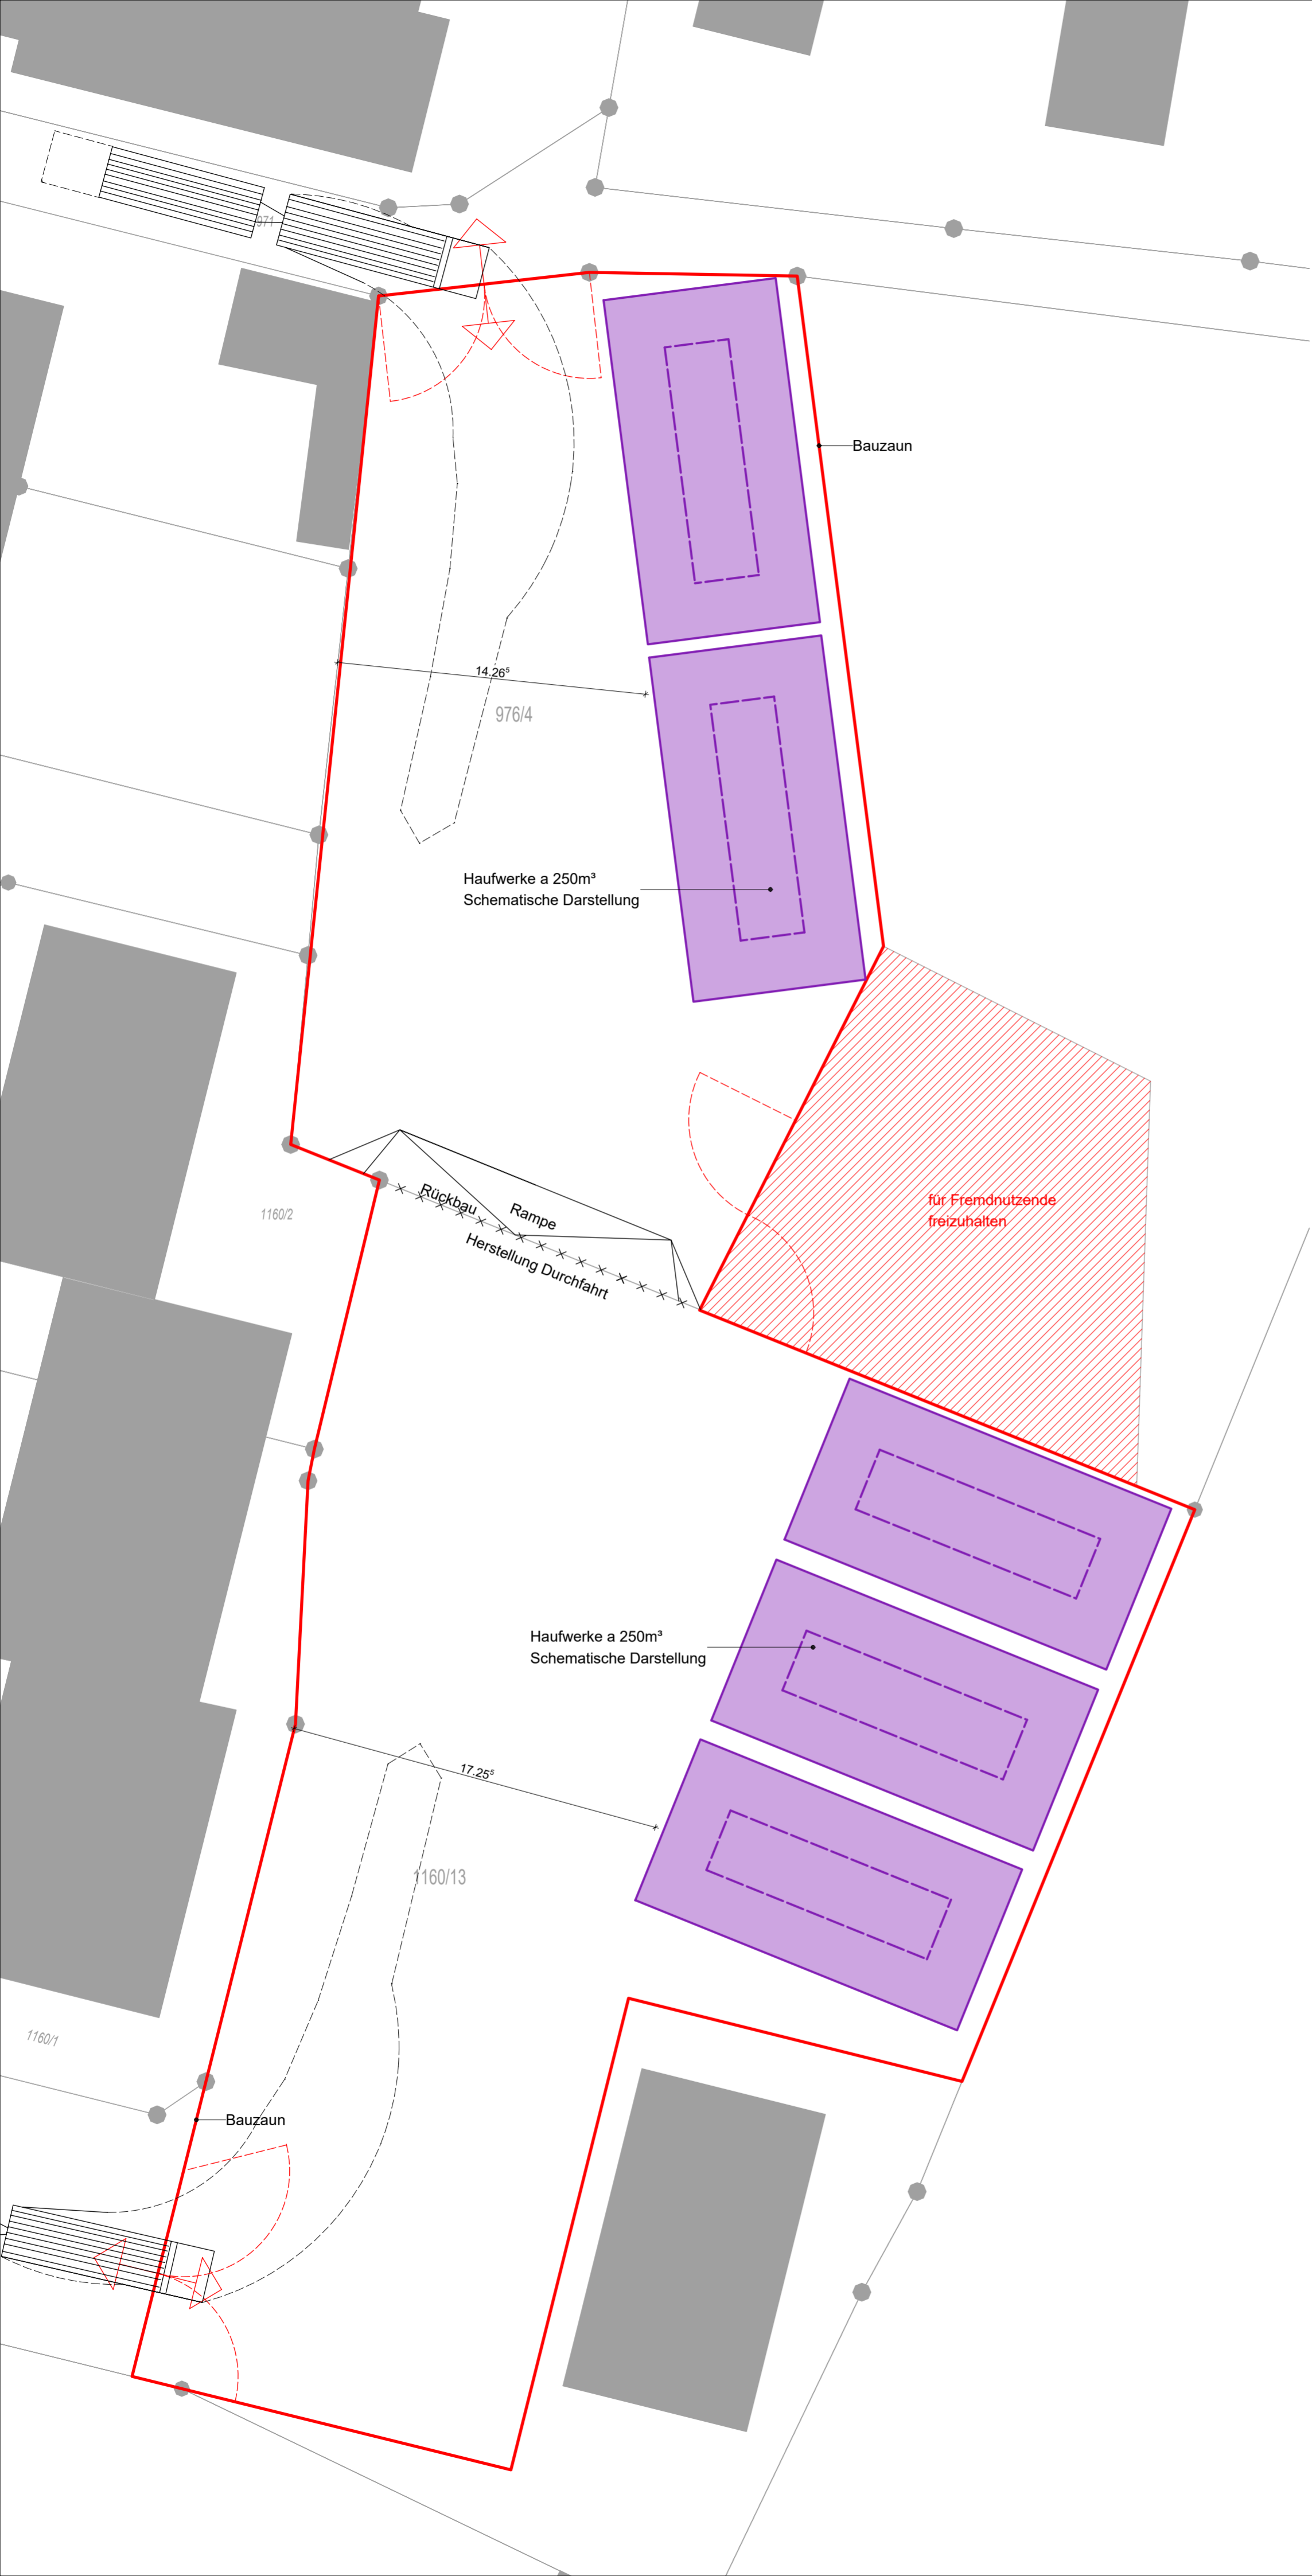 971
Bauzaun
14.26⁵
976/4
Haufwerke a 250m³
Schematische Darstellung
Rückbau
Rampe
Herstellung Durchfahrt
für Fremdnutzende
freizuhalten
1160/2
Haufwerke a 250m³
Schematische Darstellung
17.25⁵
1160/13
1160/1
Bauzaun